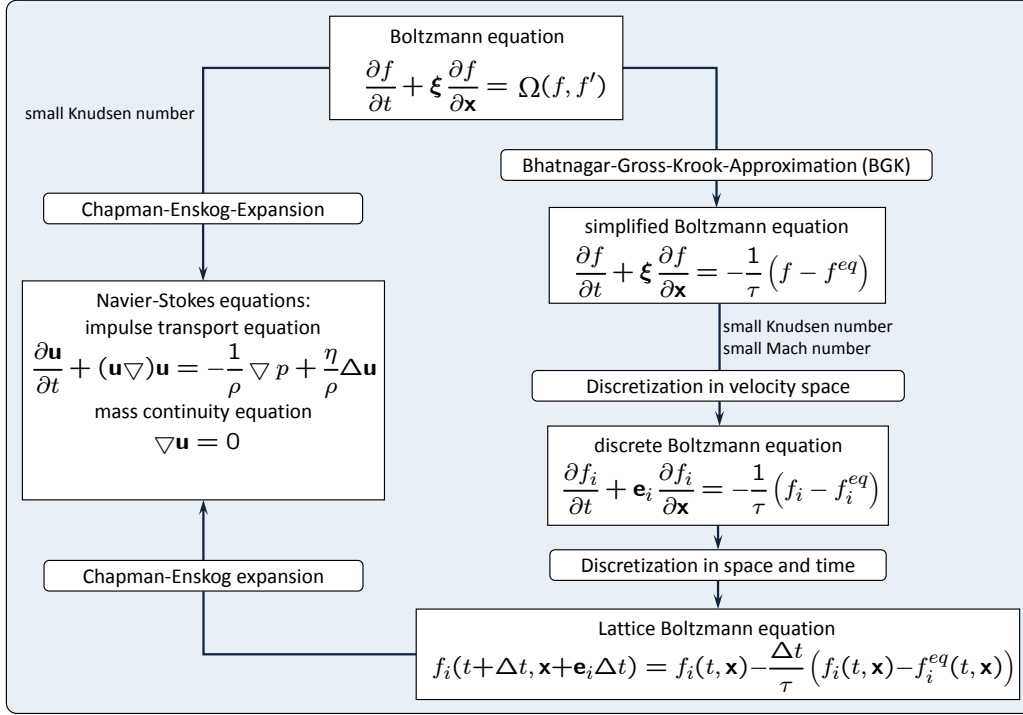 Boltzmann equation
∂f/∂t + ξ ∂f/∂x = Ω(f, f′)
small Knudsen number
Bhatnagar-Gross-Krook-Approximation (BGK)
Chapman-Enskog-Expansion
simplified Boltzmann equation
∂f/∂t + ξ ∂f/∂x = −1/τ (f − f^{eq})
Navier-Stokes equations:
impulse transport equation
∂u/∂t + (u▽)u = −1/ρ ▽ p + η/ρ Δu
mass continuity equation
▽u = 0
small Knudsen number
small Mach number
Discretization in velocity space
discrete Boltzmann equation
∂f_i/∂t + e_i ∂f_i/∂x = −1/τ (f_i − f_i^{eq})
Chapman-Enskog expansion
Discretization in space and time
Lattice Boltzmann equation
f_i(t+Δt, x+e_iΔt) = f_i(t, x)−Δt/τ (f_i(t, x)−f_i^{eq}(t, x))